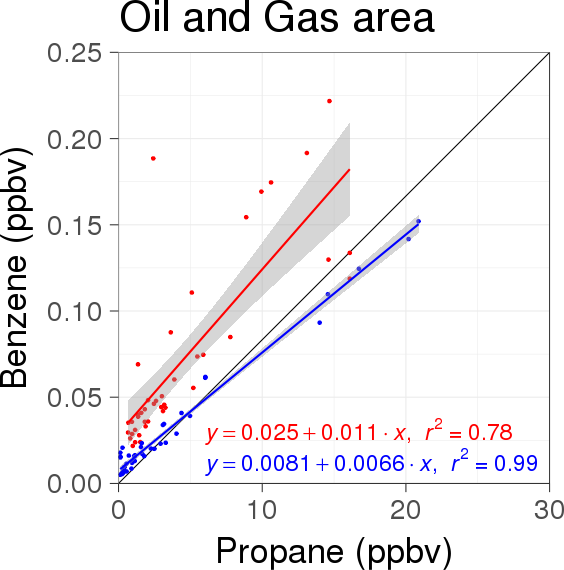 Oil and Gas area
Benzene (ppbv)
0.25
0.20
0.15
0.10
0.05
0.00
y = 0.025 + 0.011 · x, r² = 0.78
y = 0.0081 + 0.0066 · x, r² = 0.99
0 10 20 30
Propane (ppbv)